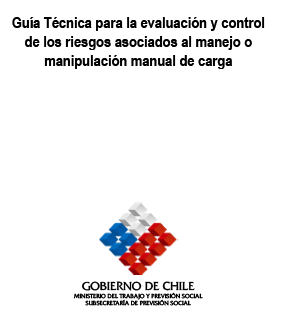 Guía Técnica para la evaluación y control
de los riesgos asociados al manejo o
manipulación manual de carga
GOBIERNO DE CHILE
MINISTERIO DEL TRABAJO Y PREVISIÓN SOCIAL
SUBSECRETARÍA DE PREVISIÓN SOCIAL